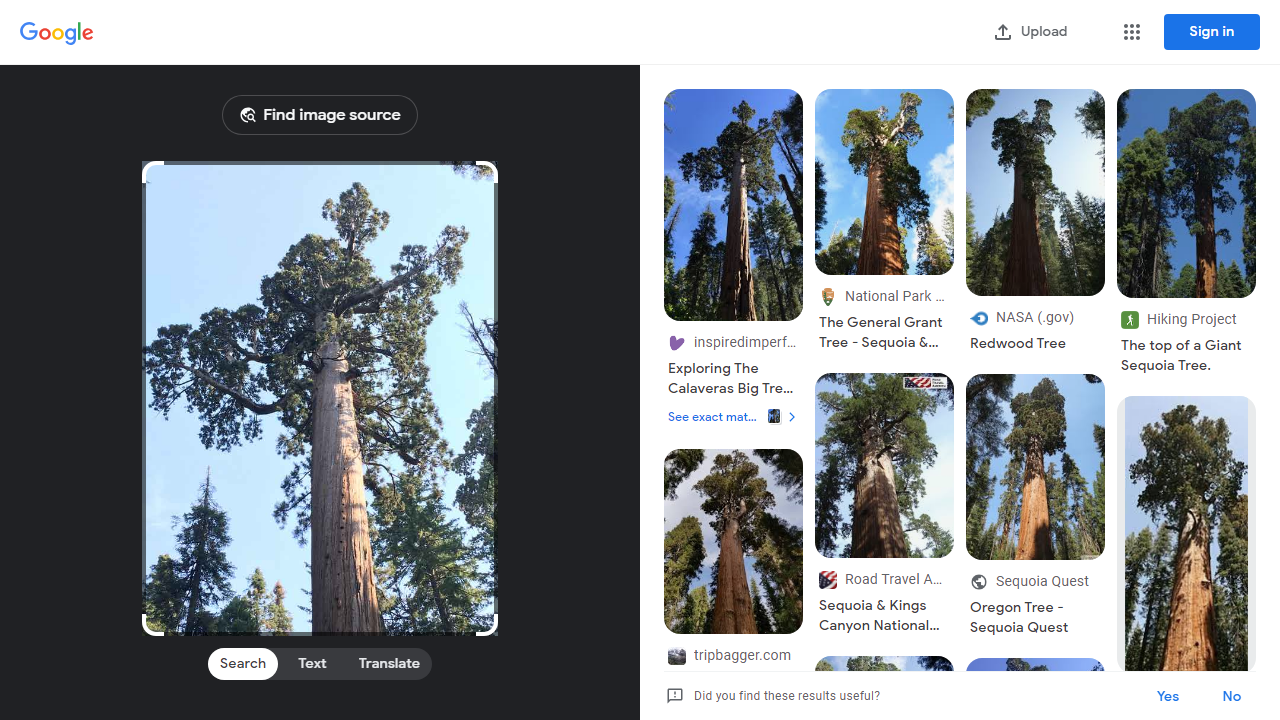 Google
Upload
Sign in
Find image source
Search
Text
Translate
inspiredimperf...
Exploring The
Calaveras Big Tre...
See exact mat...
tripbagger.com
National Park ...
The General Grant
Tree - Sequoia &...
Road Travel A...
Sequoia & Kings
Canyon National...
NASA (.gov)
Redwood Tree
Sequoia Quest
Oregon Tree -
Sequoia Quest
Hiking Project
The top of a Giant
Sequoia Tree.
Did you find these results useful?
Yes
No